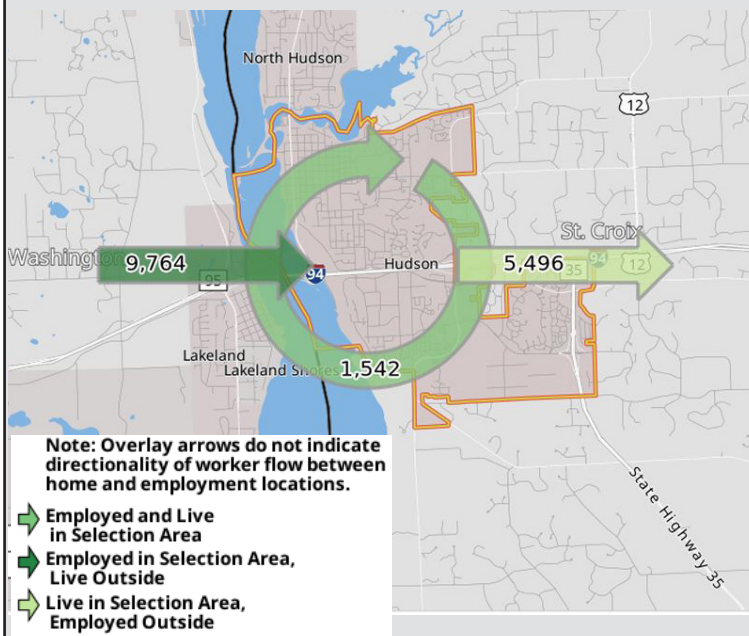 North Hudson
12
St. Croix
Washington
9,764
94
Hudson
5,496
94
35
12
95
Lakeland
Lakeland Shores
1,542
Note: Overlay arrows do not indicate
directionality of worker flow between
home and employment locations.
Employed and Live
in Selection Area
Employed in Selection Area,
Live Outside
Live in Selection Area,
Employed Outside
State Highway 35